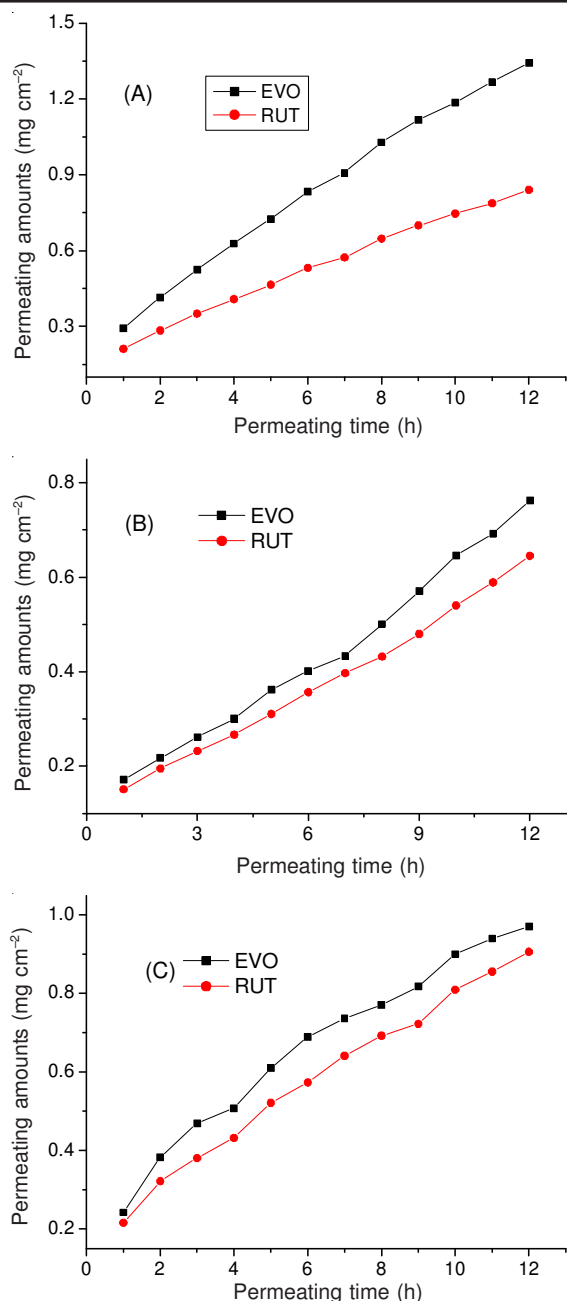 1.5
(A)
EVO
RUT
1.2
0.9
0.6
0.3
Permeating amounts (mg cm⁻²)
0 2 4 6 8 10 12
Permeating time (h)
0.8
(B)
EVO
RUT
0.6
0.4
0.2
Permeating amounts (mg cm⁻²)
0 3 6 9 12
Permeating time (h)
1.0
(C)
EVO
RUT
0.8
0.6
0.4
0.2
Permeating amounts (mg cm⁻²)
0 2 4 6 8 10 12
Permeating time (h)